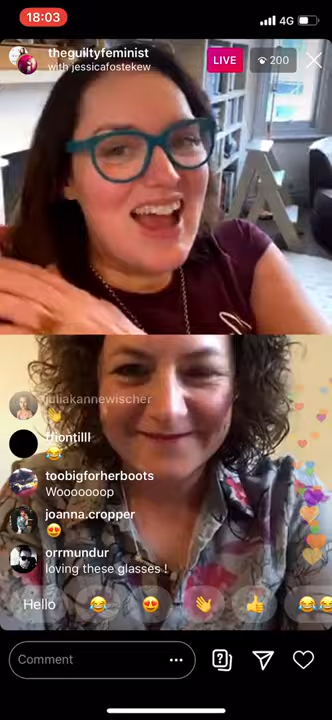 18:03
4G
theguiltyfeminist
with jessicafostekew
LIVE
200
juliakannewischer
👋
😂
toobigforherboots
Wooooooop
joanna.cropper
😍
orrmundur
loving these glasses !
Hello 😂 😍 👋 👍 😂😂
Comment